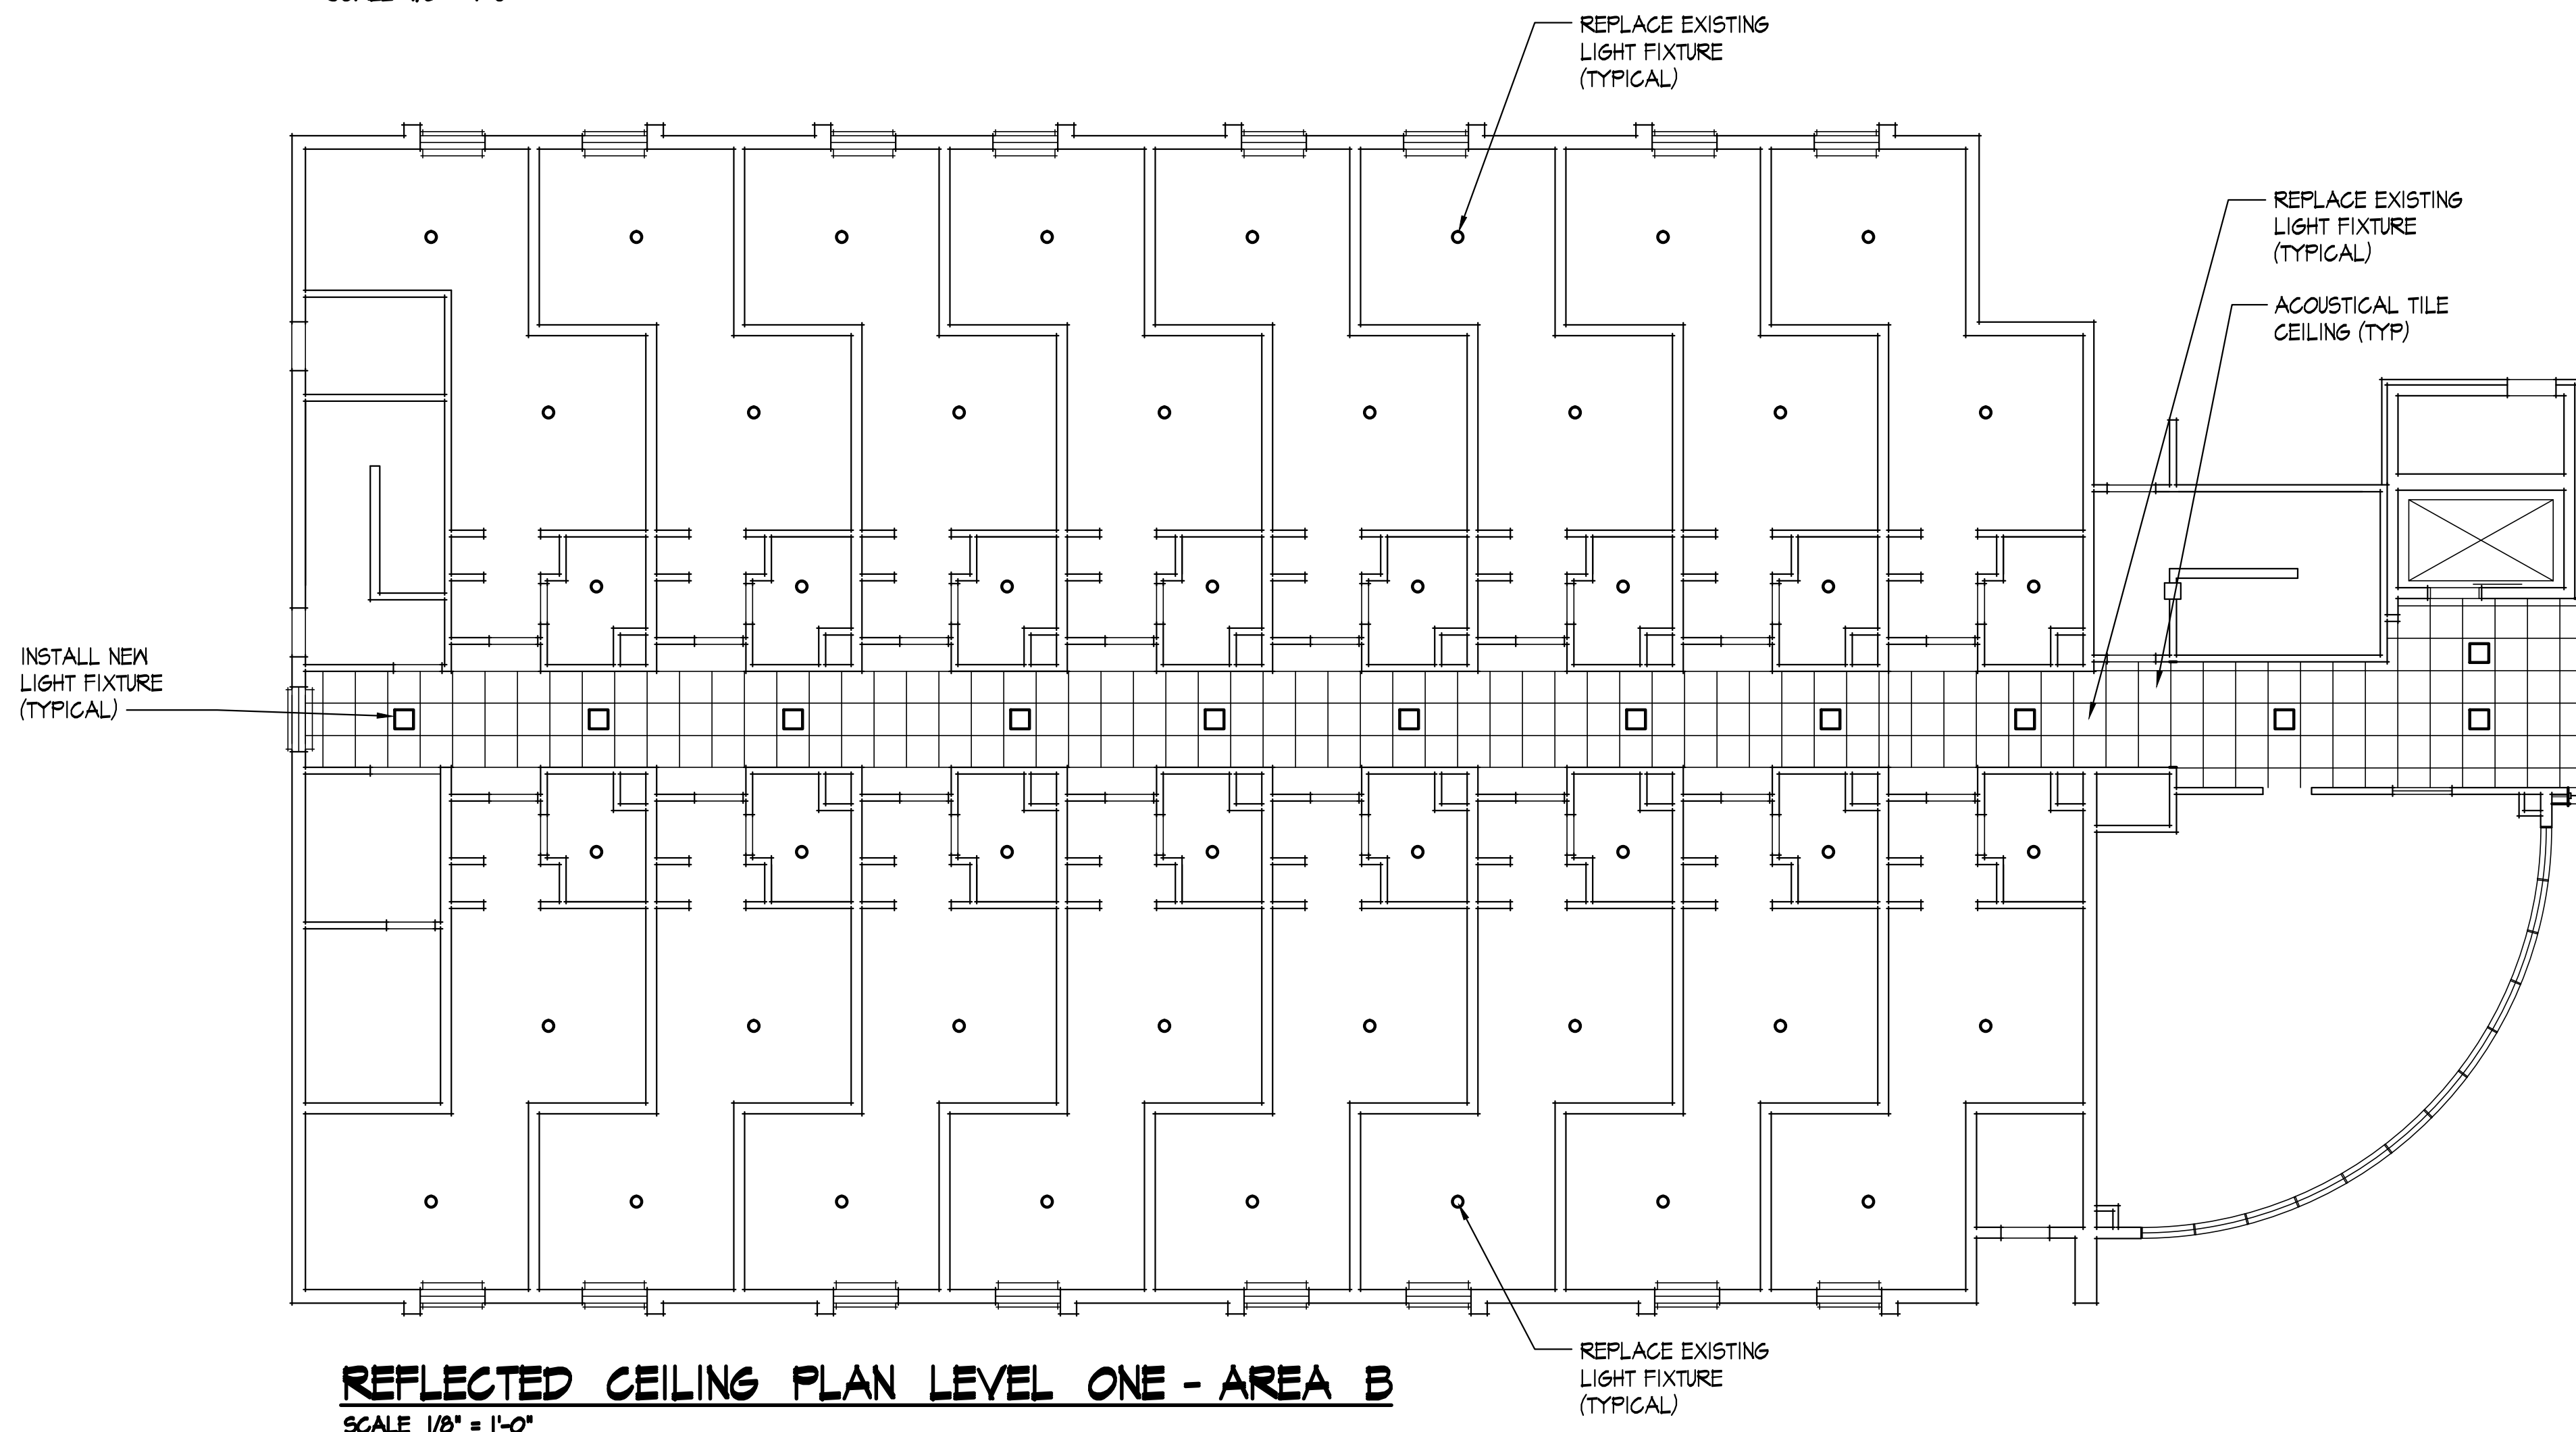 REPLACE EXISTING
LIGHT FIXTURE
(TYPICAL)
REPLACE EXISTING
LIGHT FIXTURE
(TYPICAL)
ACOUSTICAL TILE
CEILING (TYP)
INSTALL NEW
LIGHT FIXTURE
(TYPICAL)
REPLACE EXISTING
LIGHT FIXTURE
(TYPICAL)
REFLECTED CEILING PLAN LEVEL ONE - AREA B
SCALE 1/8" = 1'-0"